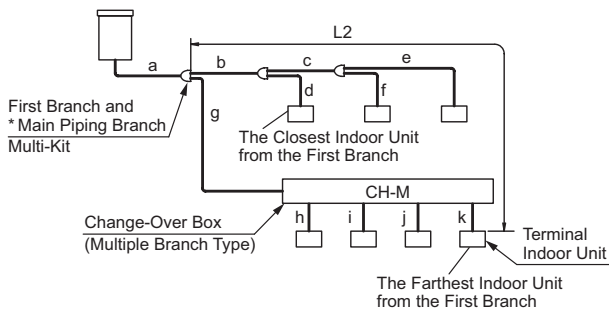 L2
a
b
c
e
d
f
g
First Branch and
* Main Piping Branch
Multi-Kit
The Closest Indoor Unit
from the First Branch
CH-M
Change-Over Box
(Multiple Branch Type)
h
i
j
k
Terminal
Indoor Unit
The Farthest Indoor Unit
from the First Branch